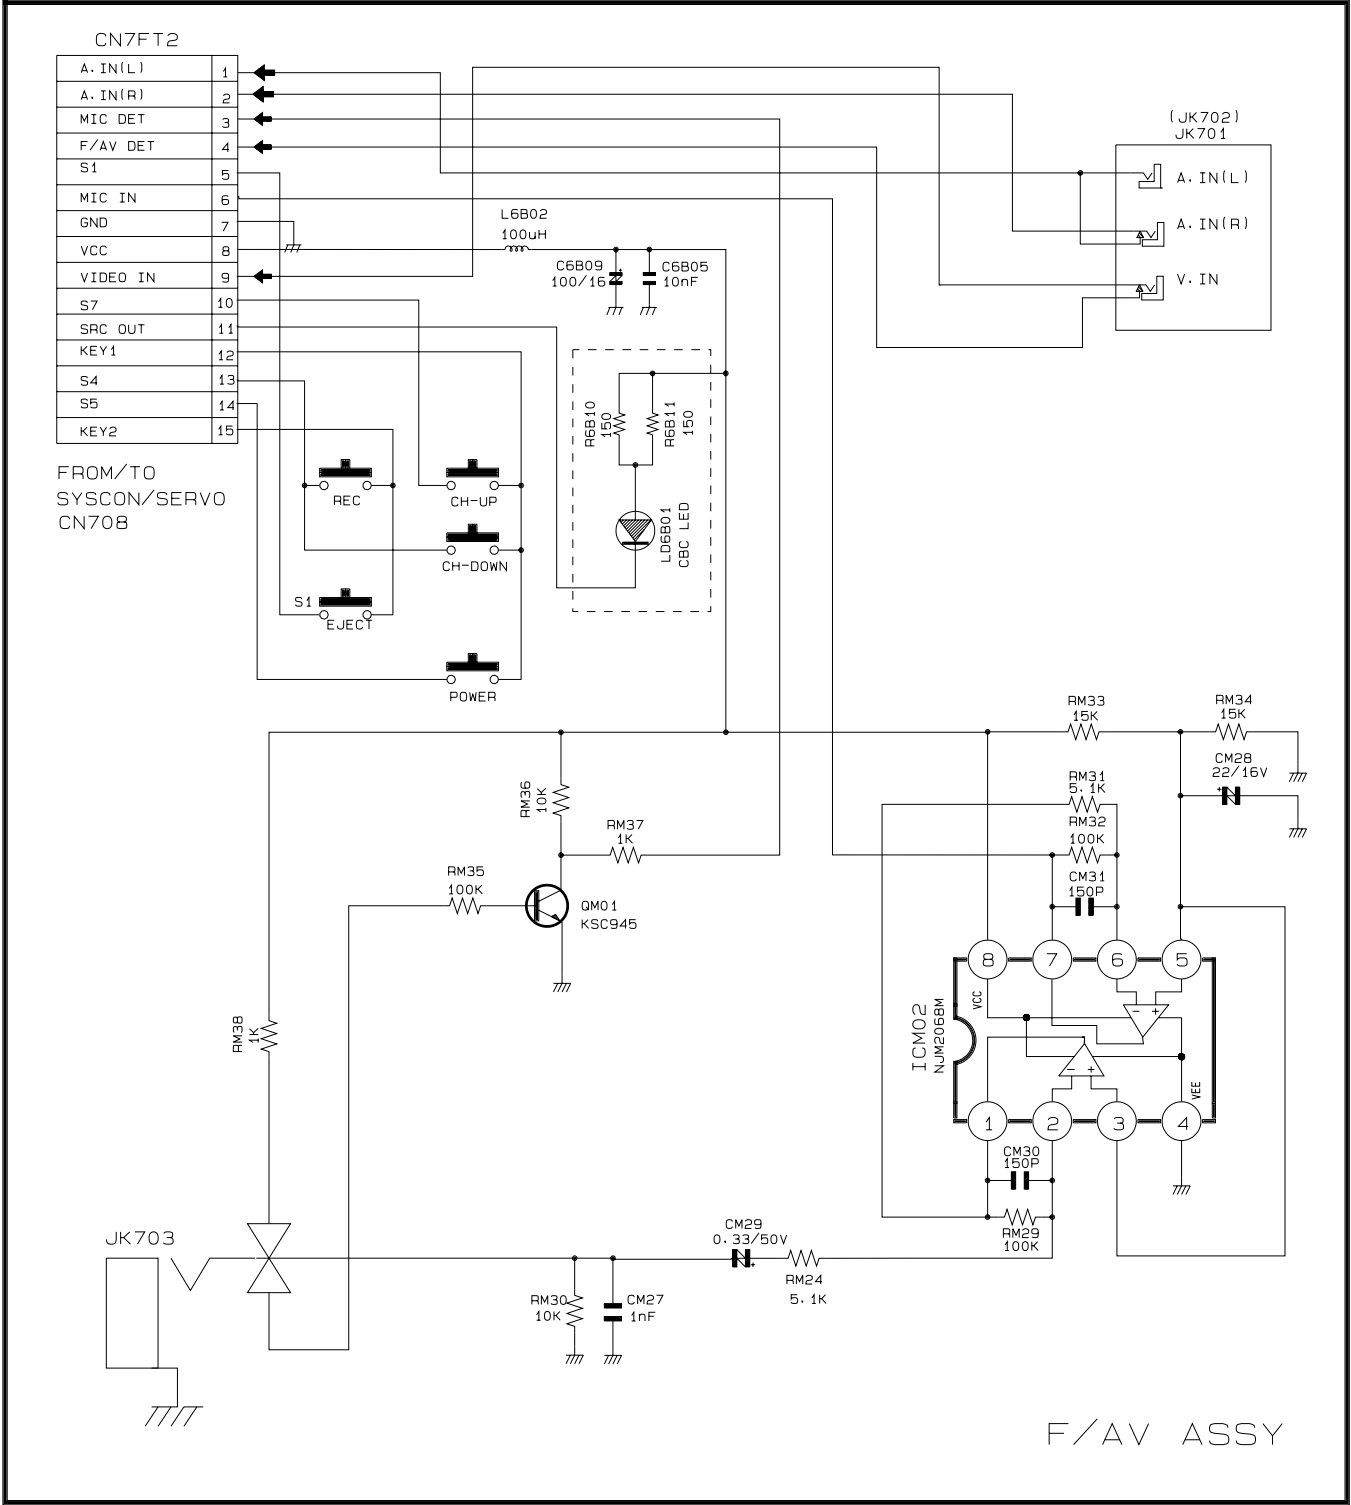 CN7FT2
A.IN(L) 1
A.IN(R) 2
MIC DET 3
F/AV DET 4
S1 5
MIC IN 6
GND 7
VCC 8
VIDEO IN 9
S7 10
SRC OUT 11
KEY1 12
S4 13
S5 14
KEY2 15
FROM/TO
SYSCON/SERVO
CN708
(JK702)
JK701
A.IN(L)
A.IN(R)
V.IN
L6B02
100uH
C6B09
100/16
C6B05
10nF
R6B10
150
R6B11
150
LD6B01
CBC LED
REC
CH-UP
CH-DOWN
S1
EJECT
POWER
RM33
15K
RM34
15K
CM28
22/16V
+
RM31
5.1K
RM32
100K
CM31
150P
RM36
10K
RM37
1K
RM35
100K
QM01
KSC945
RM38
1K
ICM02
NJM2068M
8 7 6 5
VCC
- +
- +
VEE
1 2 3 4
CM30
150P
RM29
100K
JK703
CM29
0.33/50V
+
RM24
5.1K
RM30
10K
CM27
1nF
F/AV ASSY